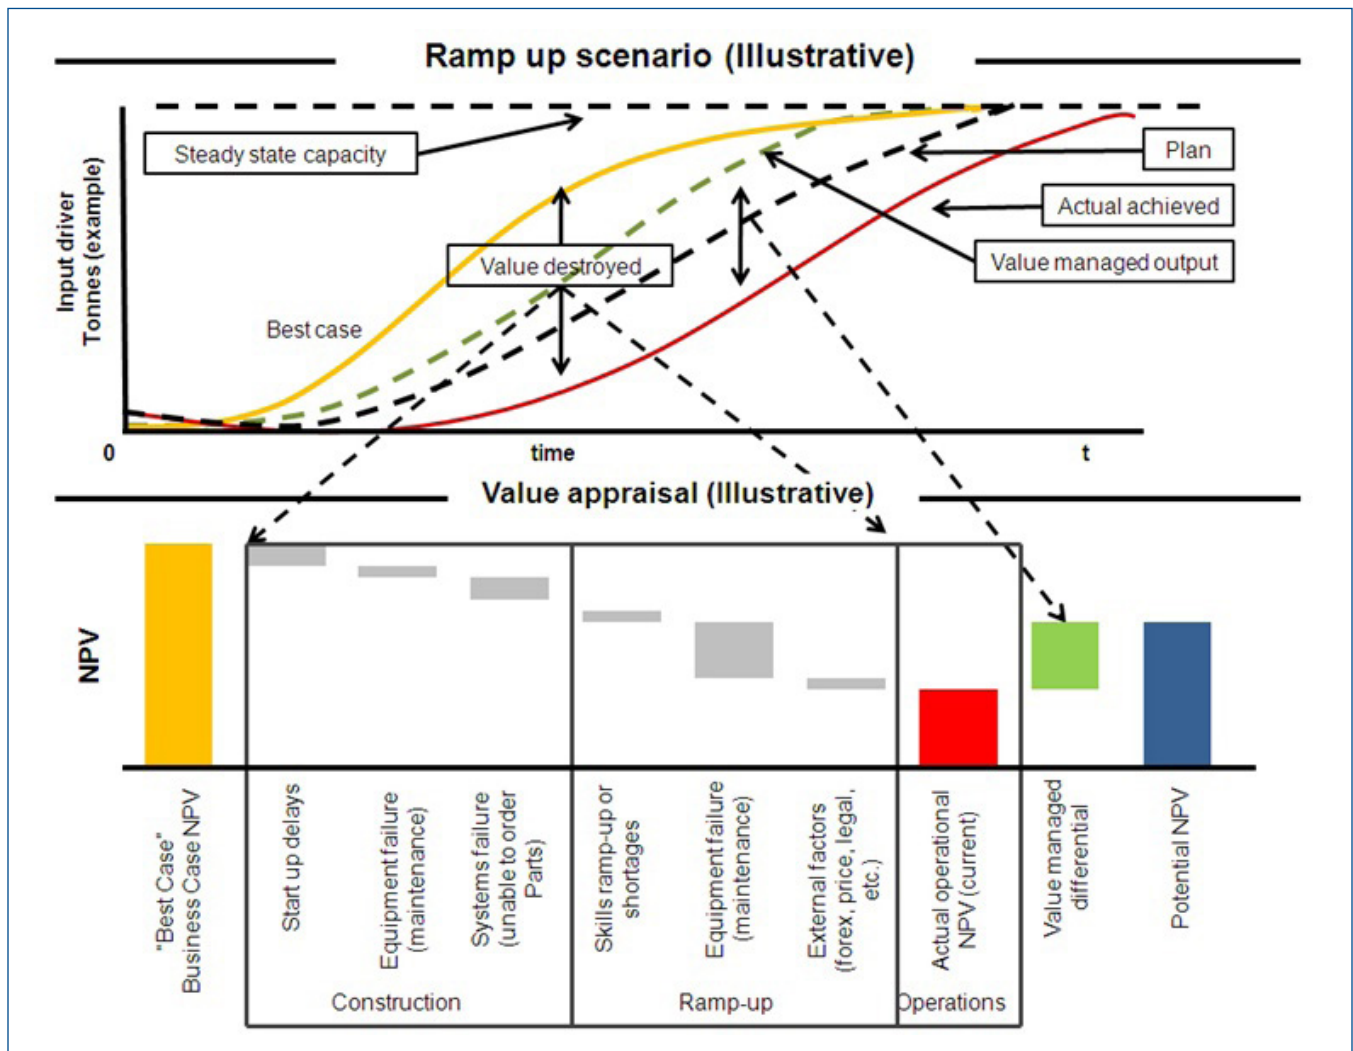 Ramp up scenario (Illustrative)
Steady state capacity
Plan
Actual achieved
Value managed output
Value destroyed
Best case
Input driver
Tonnes (example)
0
time
t
Value appraisal (Illustrative)
NPV
"Best Case"
Business Case NPV
Start up delays
Equipment failure
(maintenance)
Systems failure
(unable to order
Parts)
Skills ramp-up or
shortages
Equipment failure
(maintenance)
External factors
(forex, price, legal,
etc.)
Actual operational
NPV (current)
Value managed
differential
Potential NPV
Construction
Ramp-up
Operations